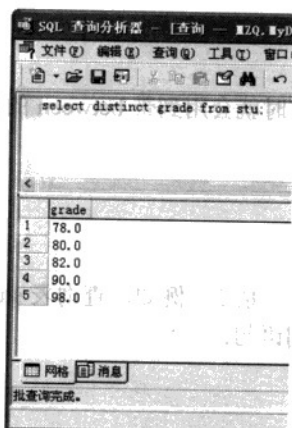 SQL 查询分析器 - [查询 —
文件(F) 编辑(E) 查询(Q) 工具(T) 窗口
select distinct grade from stu;
grade
1 78.0
2 80.0
3 82.0
4 90.0
5 98.0
网格 消息
批查询完成。